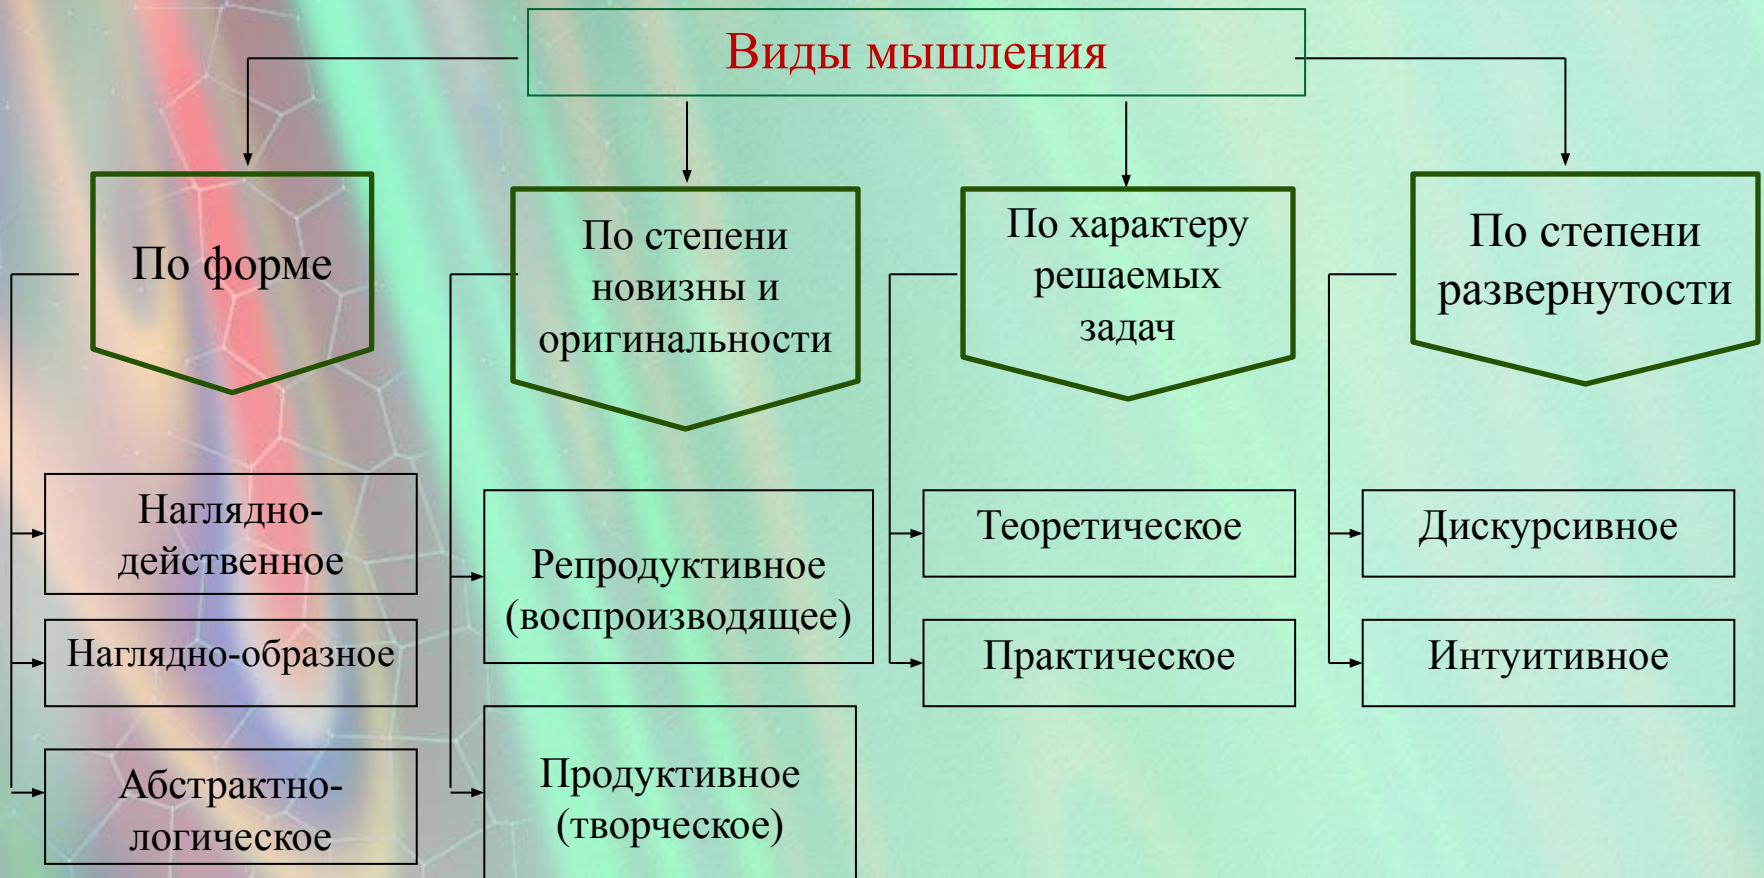 Виды мышления
По форме
По степени
новизны и
оригинальности
По характеру
решаемых
задач
По степени
развернутости
Наглядно-
действенное
Наглядно-образное
Абстрактно-
логическое
Репродуктивное
(воспроизводящее)
Продуктивное
(творческое)
Теоретическое
Практическое
Дискурсивное
Интуитивное